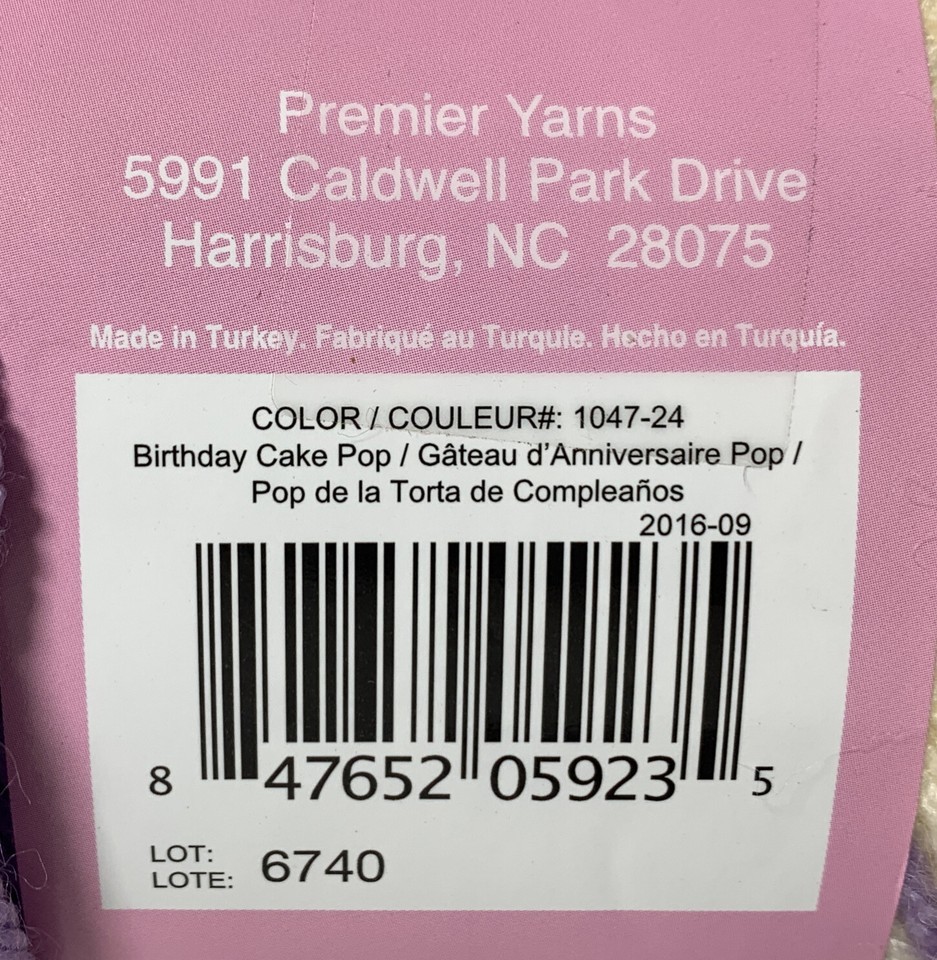 Premier Yarns
5991 Caldwell Park Drive
Harrisburg, NC 28075
Made in Turkey. Fabriqué au Turquie. Hecho en Turquía.
COLOR / COULEUR#: 1047-24
Birthday Cake Pop / Gâteau d'Anniversaire Pop /
Pop de la Torta de Compleaños
2016-09
8 47652 05923 5
LOT:
LOTE: 6740